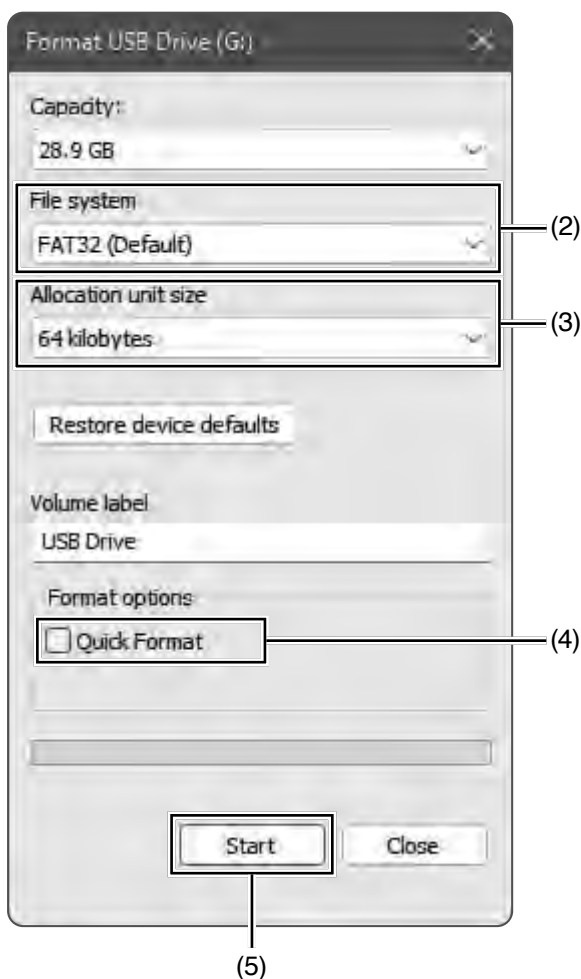 Format USB Drive (G:)
Capacity:
28.9 GB
File system
(2)
FAT32 (Default)
Allocation unit size
(3)
64 kilobytes
Restore device defaults
Volume label
USB Drive
Format options
Quick Format
(4)
Start
Close
(5)